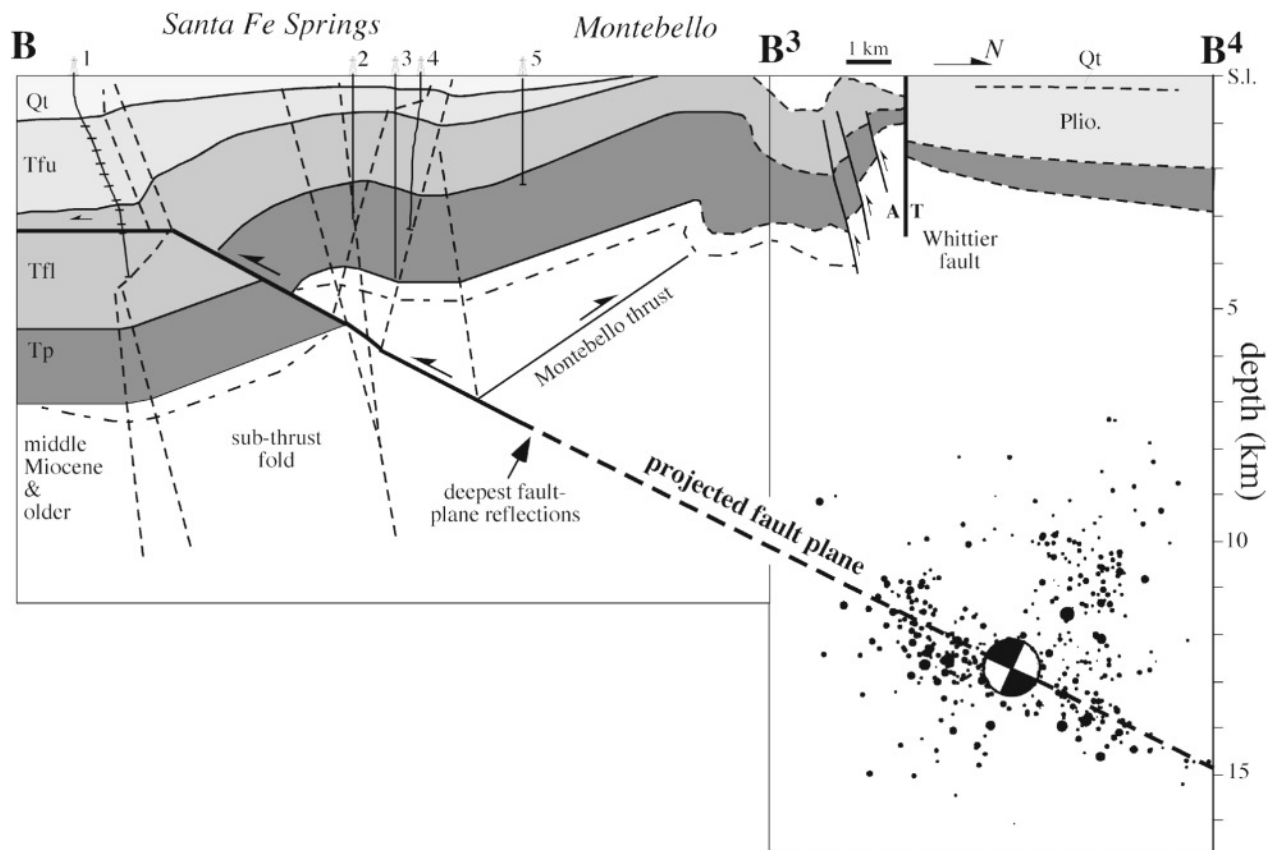 Santa Fe Springs
Montebello
B
B³
B⁴
1 km
N
Qt
S.l.
1
2
3
4
5
Qt
Tfu
Tfl
Tp
Plio.
A T
Whittier
fault
Montebello thrust
middle
Miocene
&
older
sub-thrust
fold
deepest fault-
plane reflections
projected fault plane
5
10
15
depth (km)